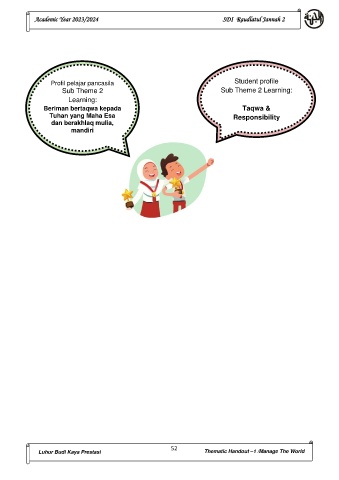 Academic Year 2023/2024 SDI Raudlatul Jannah 2
Profil pelajar pancasila
Sub Theme 2
Learning:
Beriman bertaqwa kepada
Tuhan yang Maha Esa
dan berakhlaq mulia,
mandiri
Student profile
Sub Theme 2 Learning:
Taqwa &
Responsibility
Luhur Budi Kaya Prestasi 52 Thematic Handout –1 /Manage The World